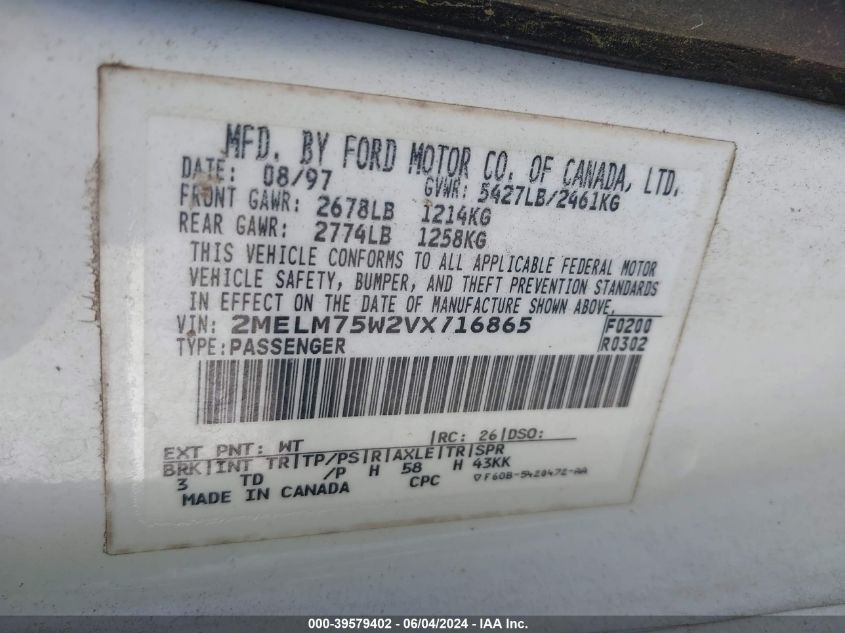 MFD. BY FORD MOTOR CO. OF CANADA, LTD.
DATE: 08/97 GVWR: 5427LB/2461KG
FRONT GAWR: 2678LB 1214KG
REAR GAWR: 2774LB 1258KG
THIS VEHICLE CONFORMS TO ALL APPLICABLE FEDERAL MOTOR
VEHICLE SAFETY, BUMPER, AND THEFT PREVENTION STANDARDS
IN EFFECT ON THE DATE OF MANUFACTURE SHOWN ABOVE.
VIN: 2MELM75W2VX716865 F0200
TYPE: PASSENGER R0302
EXT PNT: WT |RC: 26|DSO:
BRK|INT TR|TP/PS|R|AXLE|TR|SPR
3 TD /P H 58 H 43KK
MADE IN CANADA CPC ▽F60B-5420472-AA
000-39579402 - 06/04/2024 - IAA Inc.